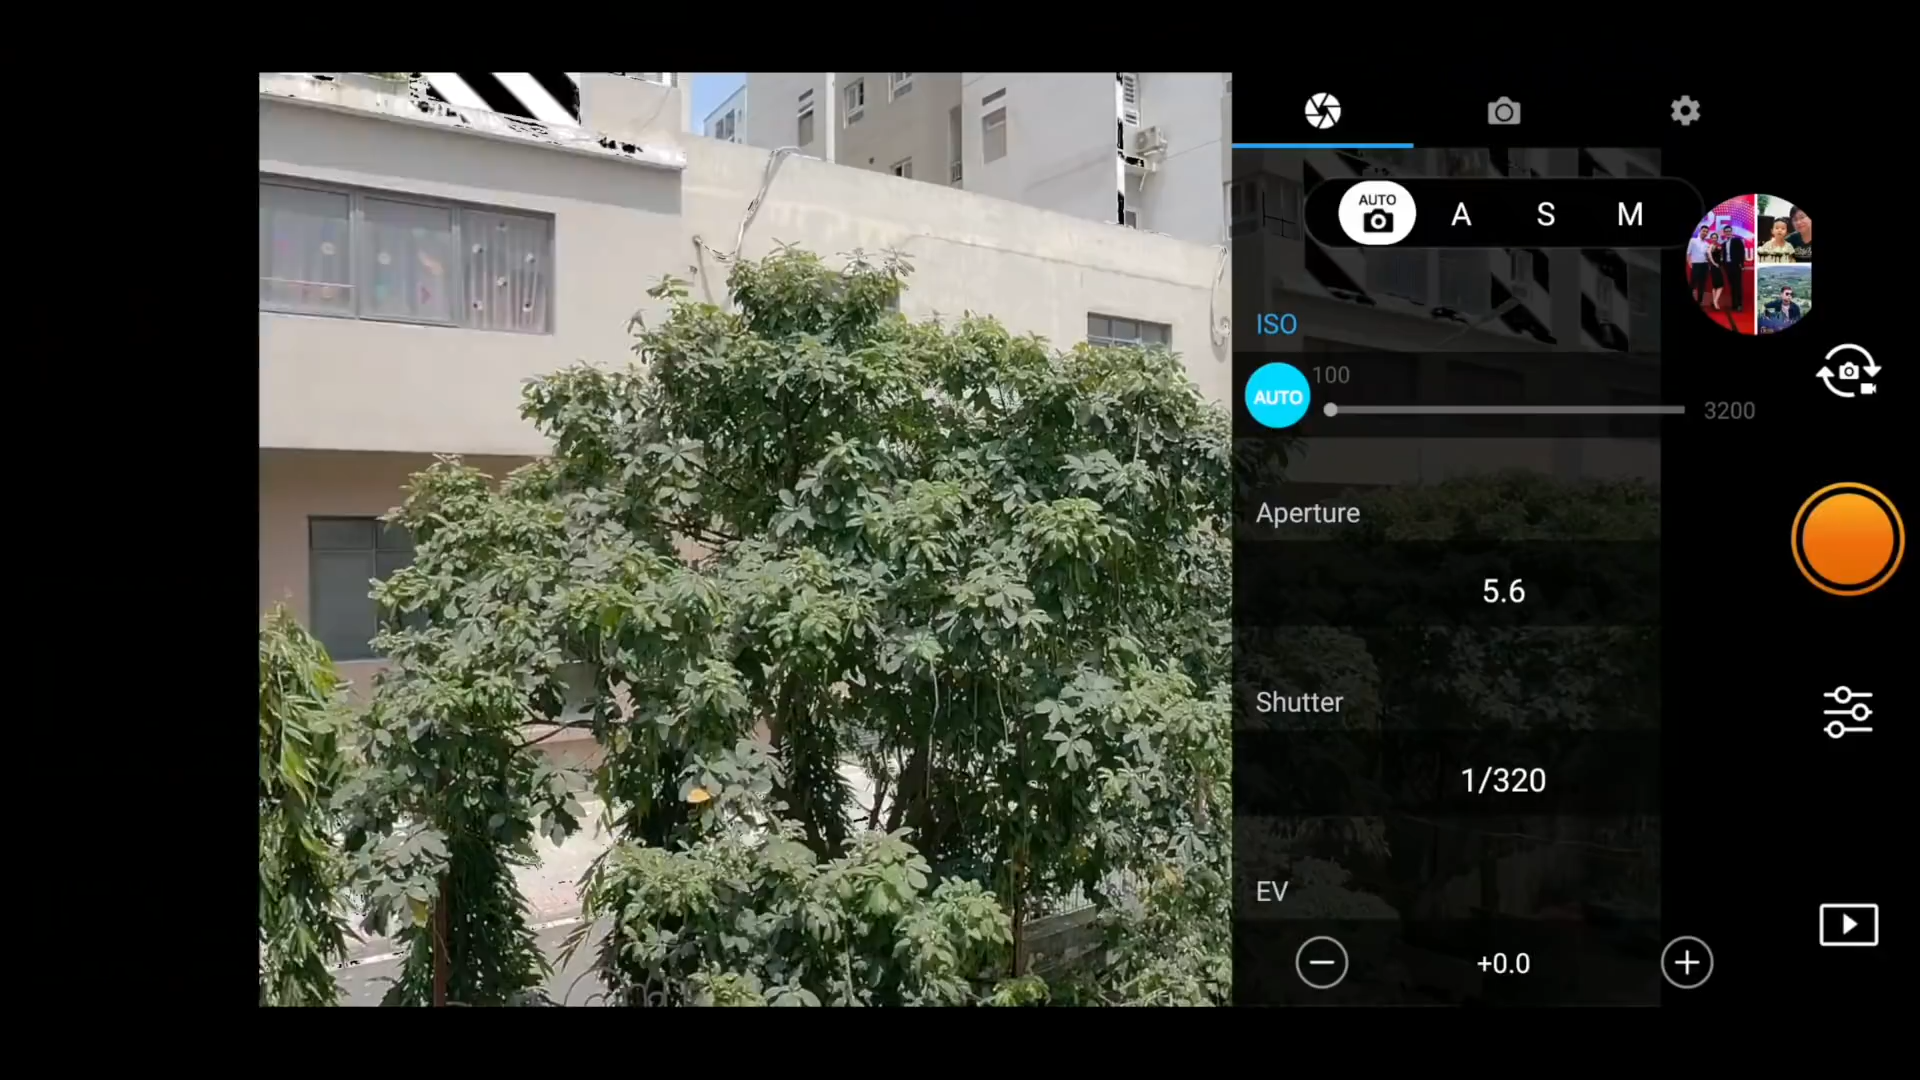 AUTO
A
S
M
ISO
AUTO
100
3200
Aperture
5.6
Shutter
1/320
EV
+0.0